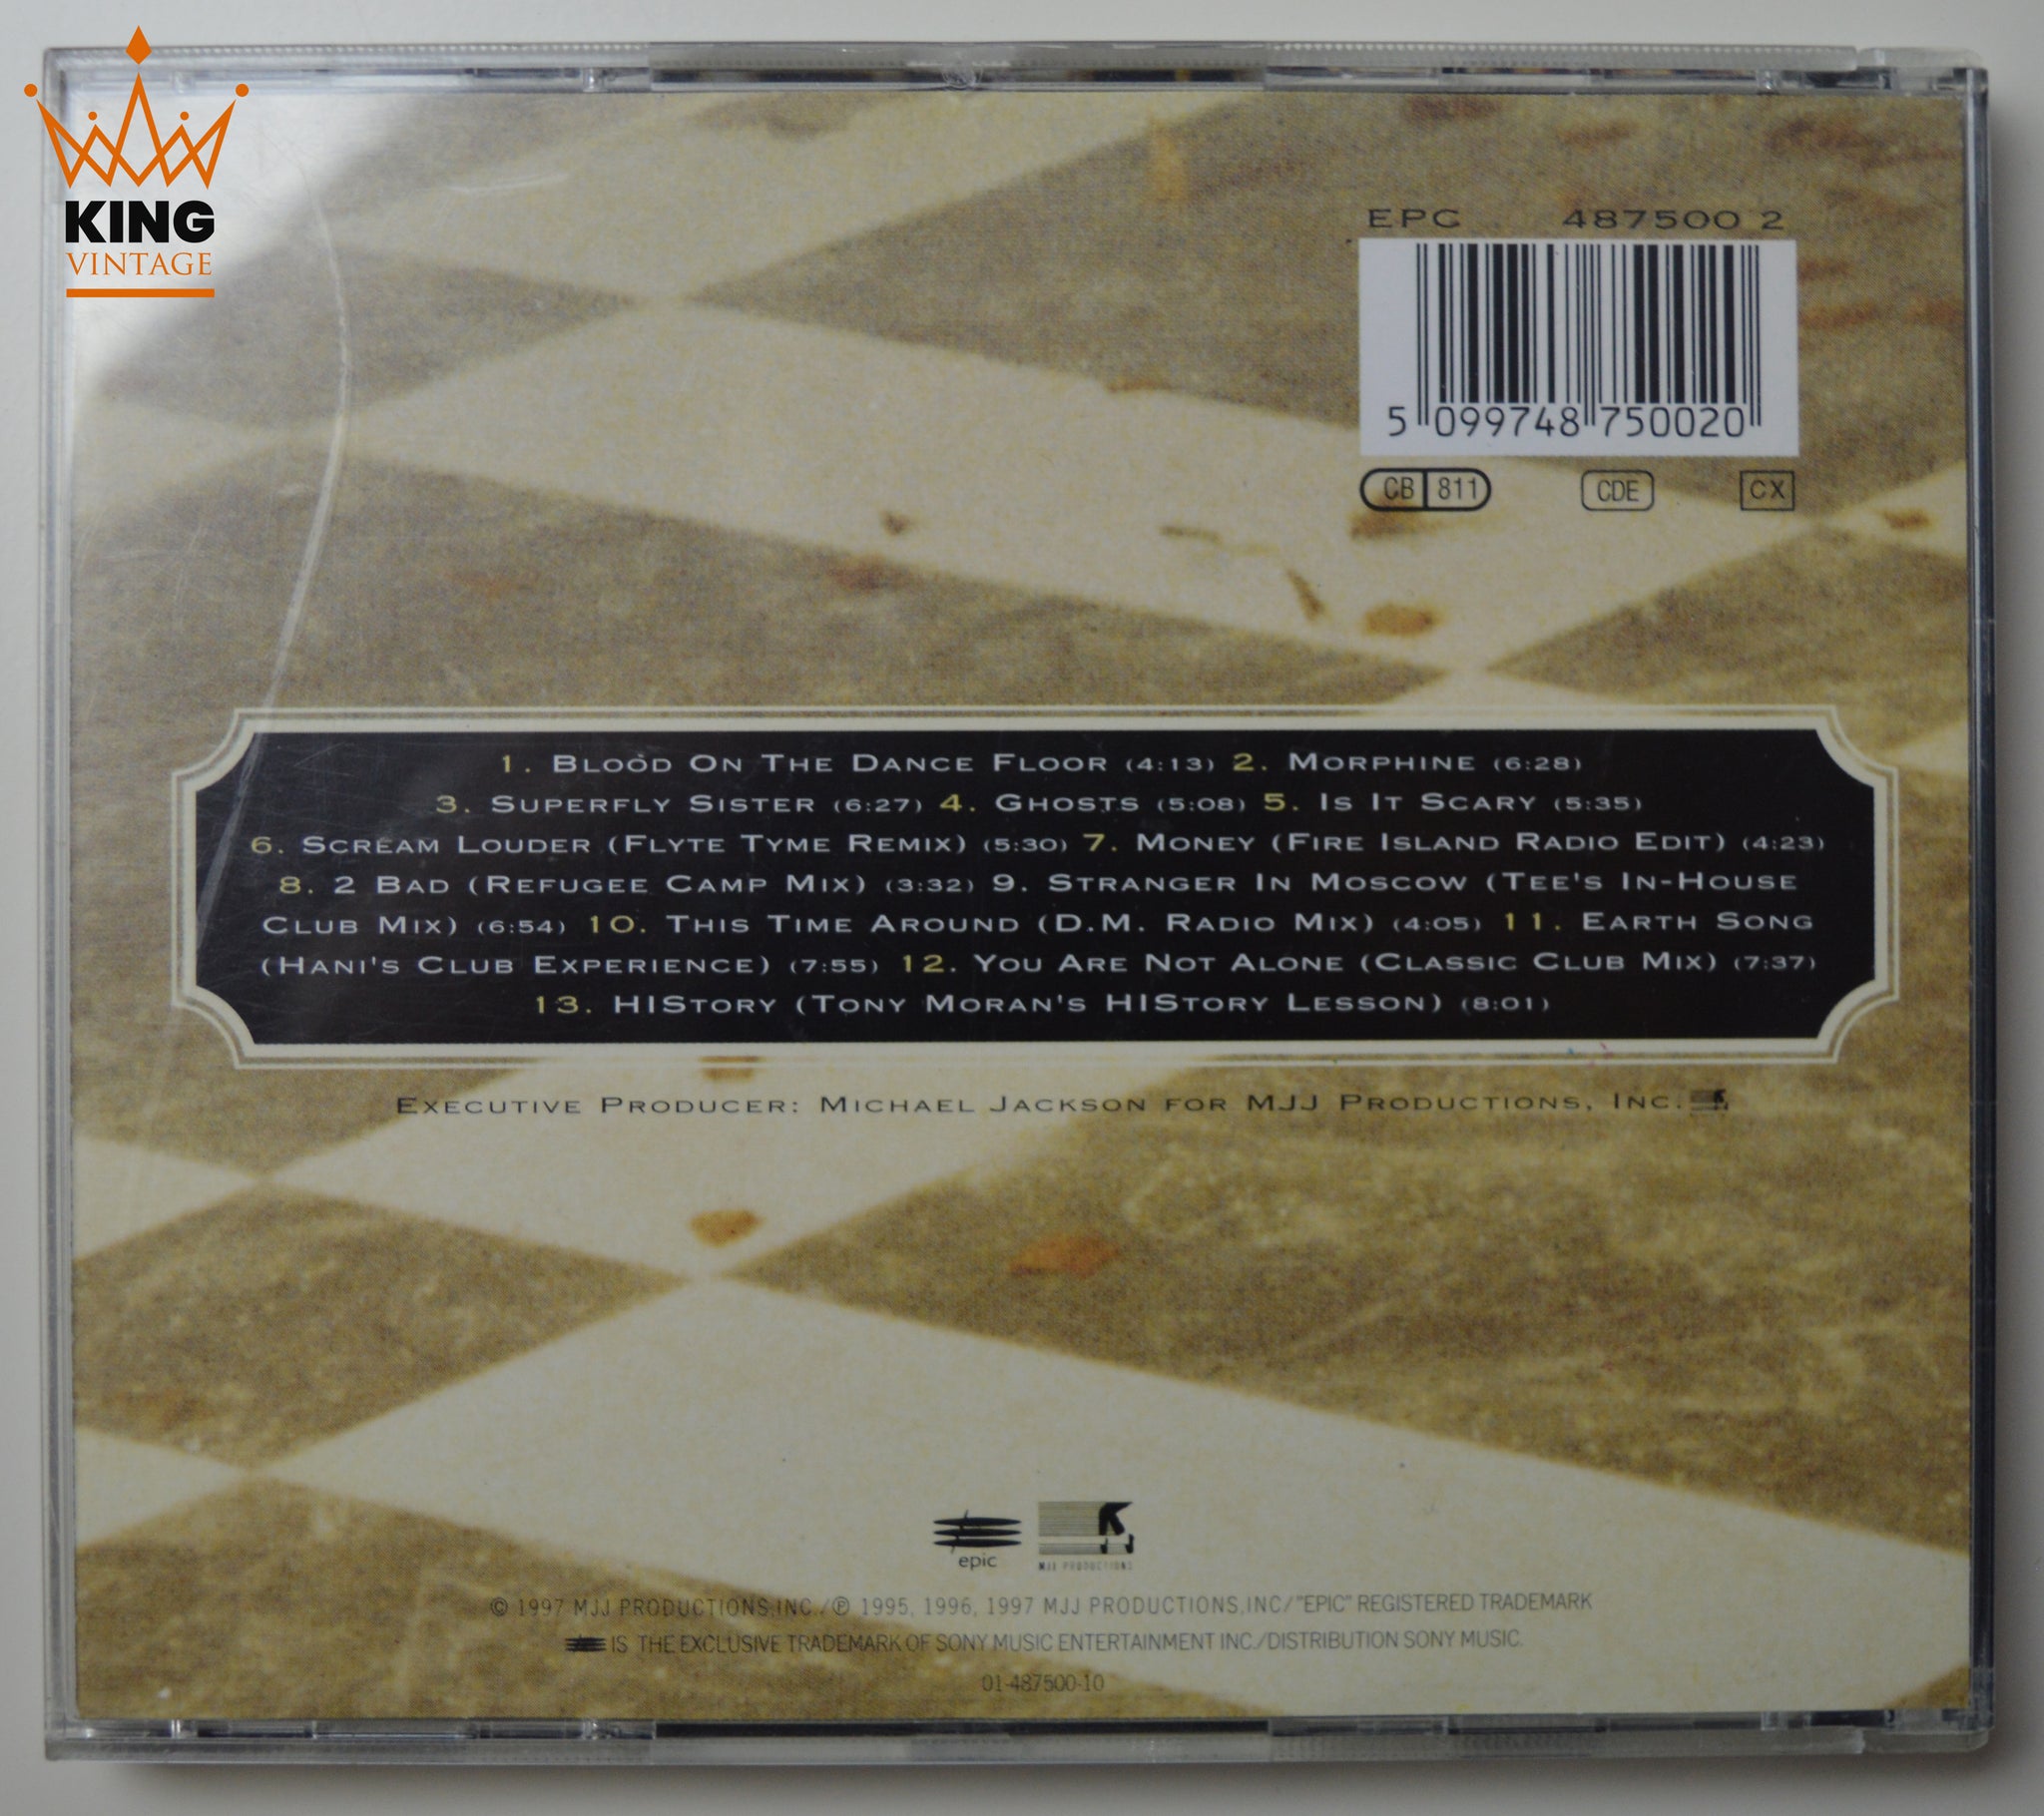 KING
VINTAGE
EPC 487500 2
5 099748 750020
CB 811 CDE CX
1. Blood On The Dance Floor (4:13) 2. Morphine (6:28)
3. Superfly Sister (6:27) 4. Ghosts (5:08) 5. Is It Scary (5:35)
6. Scream Louder (Flyte Tyme Remix) (5:30) 7. Money (Fire Island Radio Edit) (4:23)
8. 2 Bad (Refugee Camp Mix) (3:32) 9. Stranger In Moscow (Tee's In-House
Club Mix) (6:54) 10. This Time Around (D.M. Radio Mix) (4:05) 11. Earth Song
(Hani's Club Experience) (7:55) 12. You Are Not Alone (Classic Club Mix) (7:37)
13. HIStory (Tony Moran's HIStory Lesson) (8:01)
Executive Producer: Michael Jackson for MJJ Productions, Inc.
epic MJJ PRODUCTIONS
© 1997 MJJ PRODUCTIONS,INC./℗ 1995, 1996, 1997 MJJ PRODUCTIONS,INC/"EPIC" REGISTERED TRADEMARK
IS THE EXCLUSIVE TRADEMARK OF SONY MUSIC ENTERTAINMENT INC./DISTRIBUTION SONY MUSIC.
01-487500-10